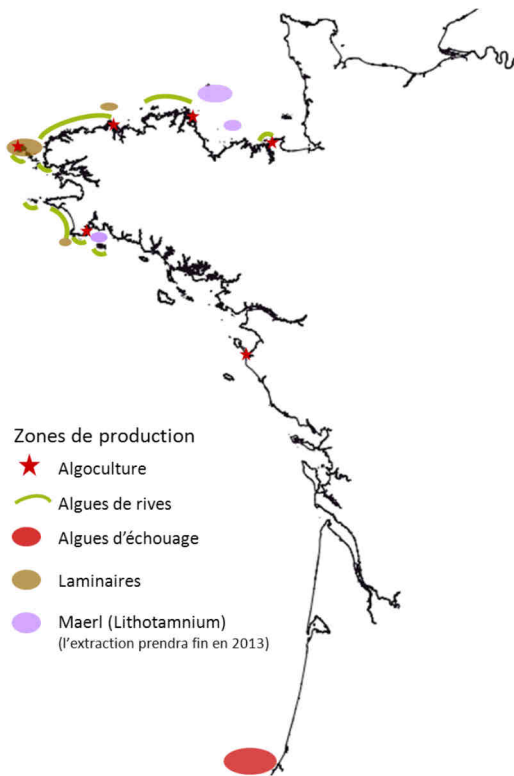 Zones de production
Algoculture
Algues de rives
Algues d'échouage
Laminaires
Maerl (Lithotamnium)
(l'extraction prendra fin en 2013)